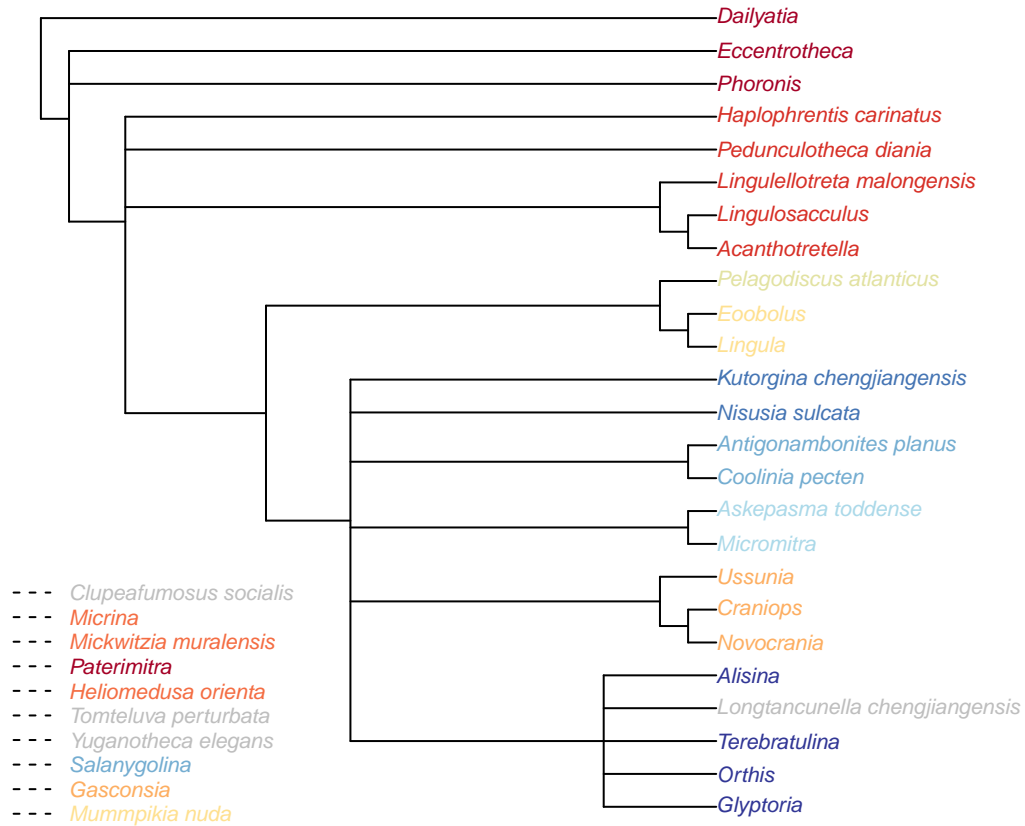 Dailyatia
Eccentrotheca
Phoronis
Haplophrentis carinatus
Pedunculotheca diania
Lingulellotreta malongensis
Lingulosacculus
Acanthotretella
Pelagodiscus atlanticus
Eoobolus
Lingula
Kutorgina chengjiangensis
Nisusia sulcata
Antigonambonites planus
Coolinia pecten
Askepasma toddense
Micromitra
Ussunia
Craniops
Novocrania
Alisina
Longtancunella chengjiangensis
Terebratulina
Orthis
Glyptoria
Clupeafumosus socialis
Micrina
Mickwitzia muralensis
Paterimitra
Heliomedusa orienta
Tomteluva perturbata
Yuganotheca elegans
Salanygolina
Gasconsia
Mummpikia nuda